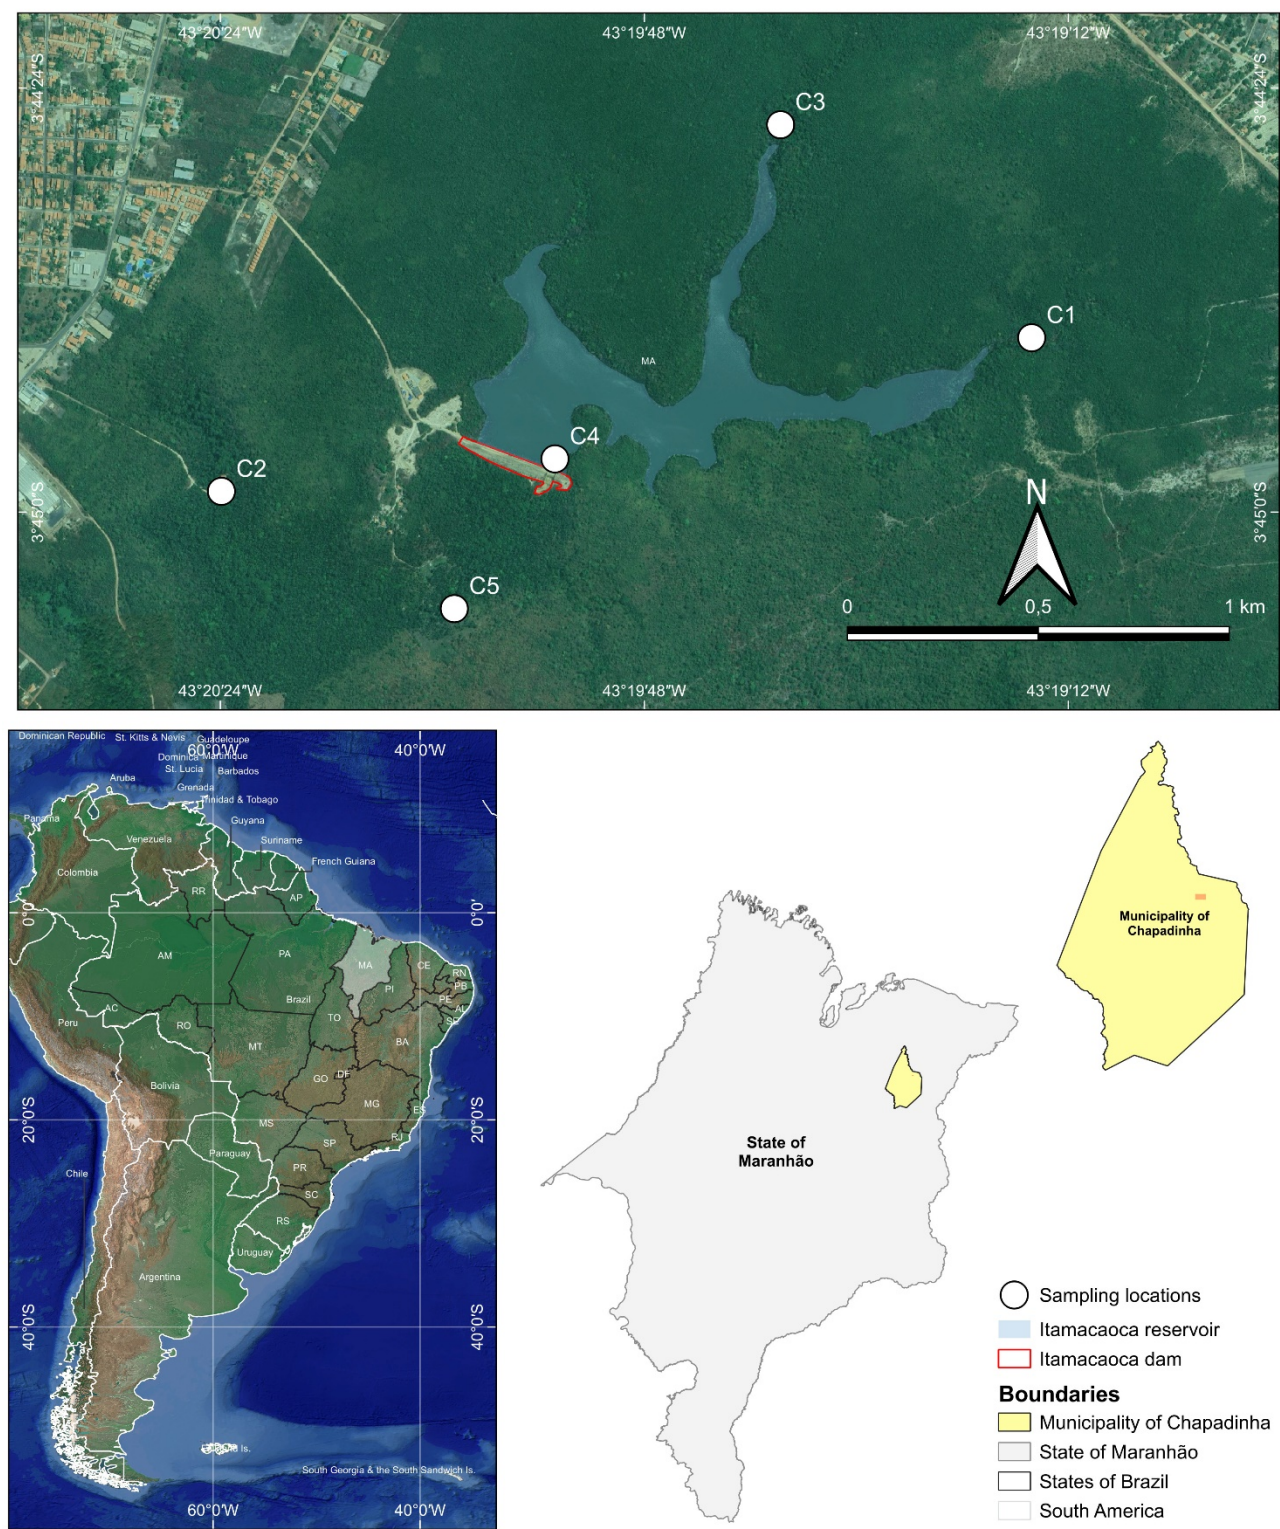 43°20'24"W
43°19'48"W
43°19'12"W
3°44'24"S
3°44'24"S
C3
C1
MA
C4
C2
C5
3°45'0"S
3°45'0"S
N
0
0,5
1 km
43°20'24"W
43°19'48"W
43°19'12"W
Dominican Republic
St. Kitts & Nevis
Guadeloupe
60°0'W
40°0'W
Dominica
Martinique
St. Lucia
Barbados
Aruba
Grenada
Trinidad & Tobago
Panama
Guyana
Venezuela
Suriname
French Guiana
Colombia
RR
AP
0°0'
0°0'
AM
PA
MA
CE
RN
PB
PI
PE
AL
SE
Brazil
AC
TO
Peru
RO
MT
BA
Bolivia
GO
DF
MG
ES
20°0'S
20°0'S
MS
SP
RJ
Paraguay
Chile
PR
SC
RS
Uruguay
Argentina
40°0'S
40°0'S
South Georgia & the South Sandwich Is.
60°0'W
40°0'W
Municipality of
Chapadinha
State of
Maranhão
Sampling locations
Itamacaoca reservoir
Itamacaoca dam
Boundaries
Municipality of Chapadinha
State of Maranhão
States of Brazil
South America